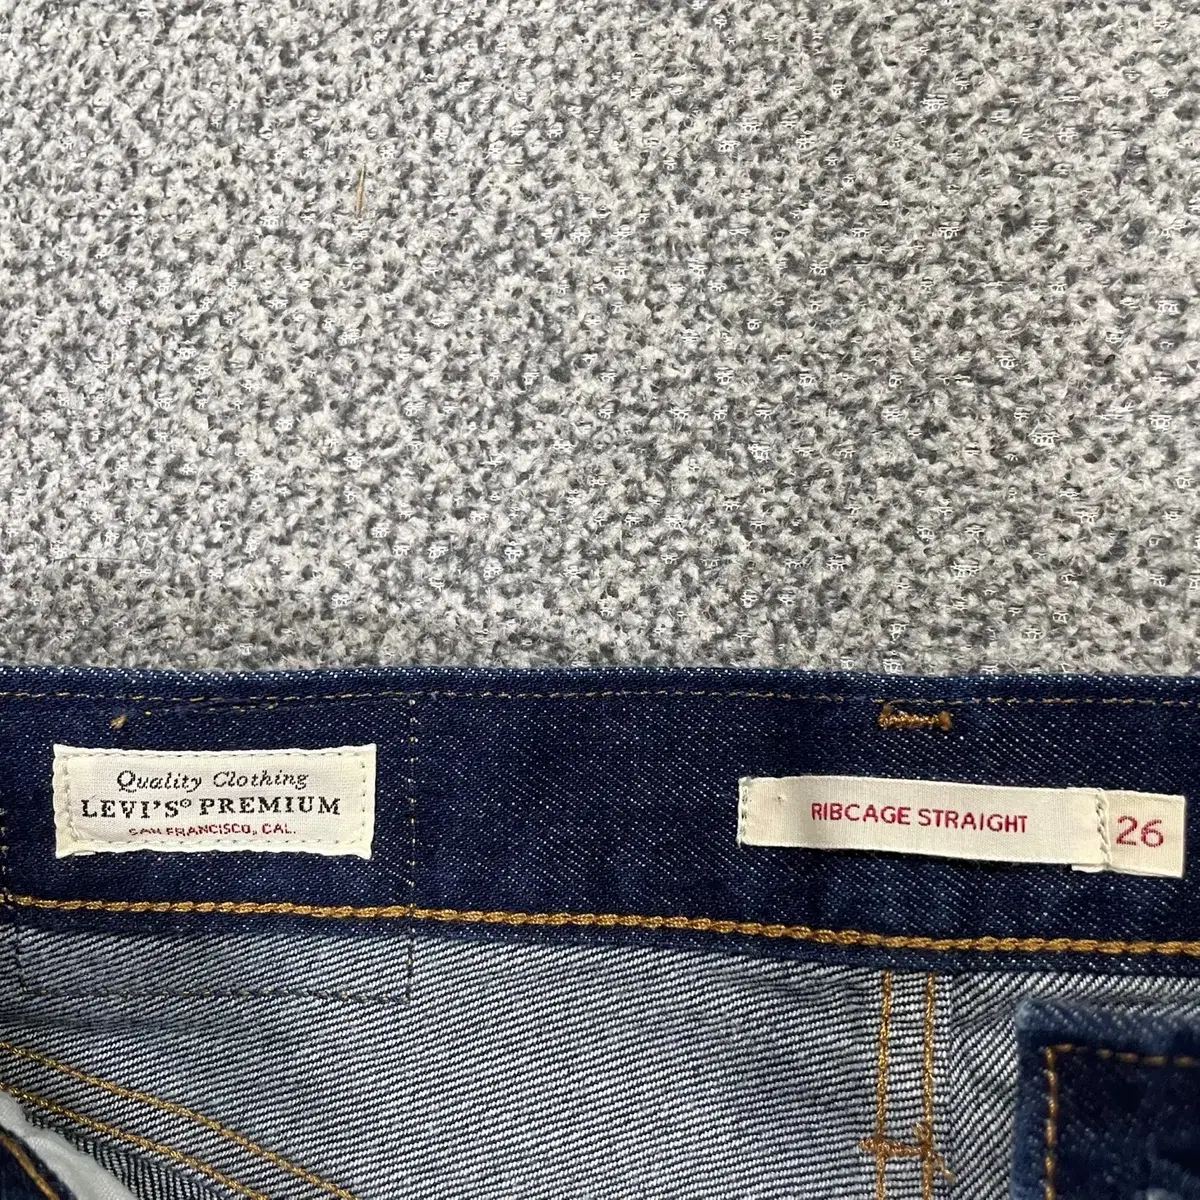 Quality Clothing
LEVI'S® PREMIUM
SAN FRANCISCO, CAL.
RIBCAGE STRAIGHT
26